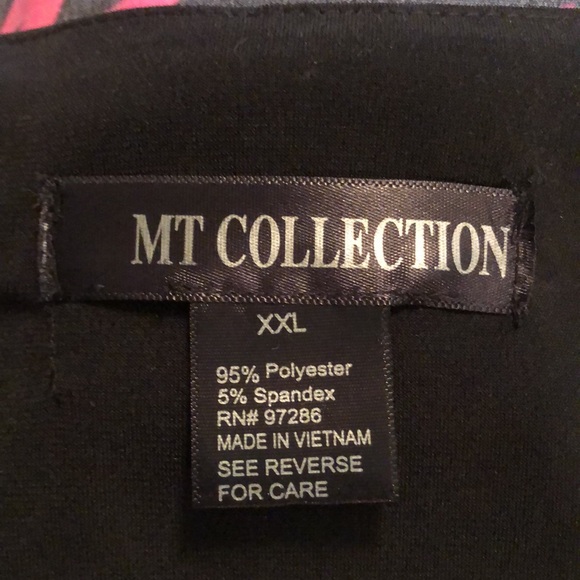 MT COLLECTION
XXL
95% Polyester
5% Spandex
RN# 97286
MADE IN VIETNAM
SEE REVERSE
FOR CARE